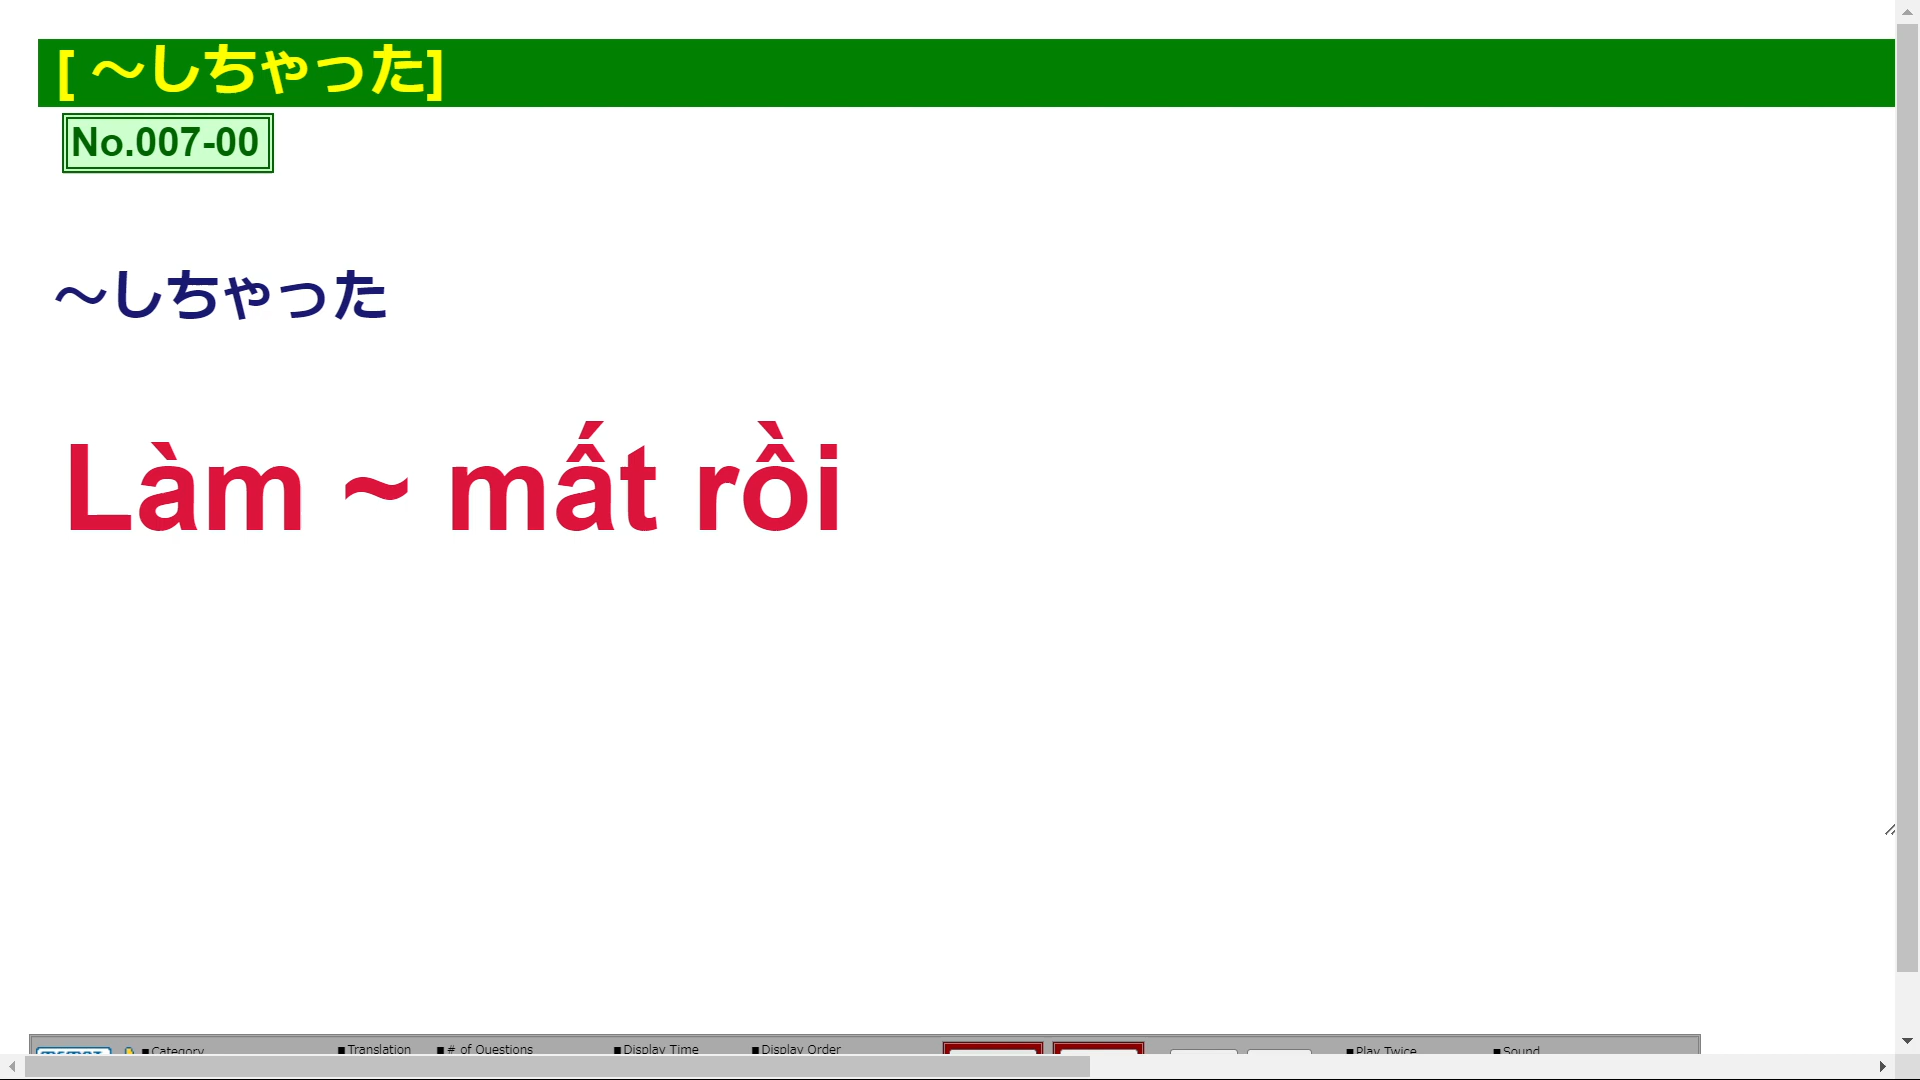 [ ～しちゃった]
No.007-00
～しちゃった
Làm ~ mất rồi
■Category ■Translation ■# of Questions ■Display Time ■Display Order ■Play Twice ■Sound